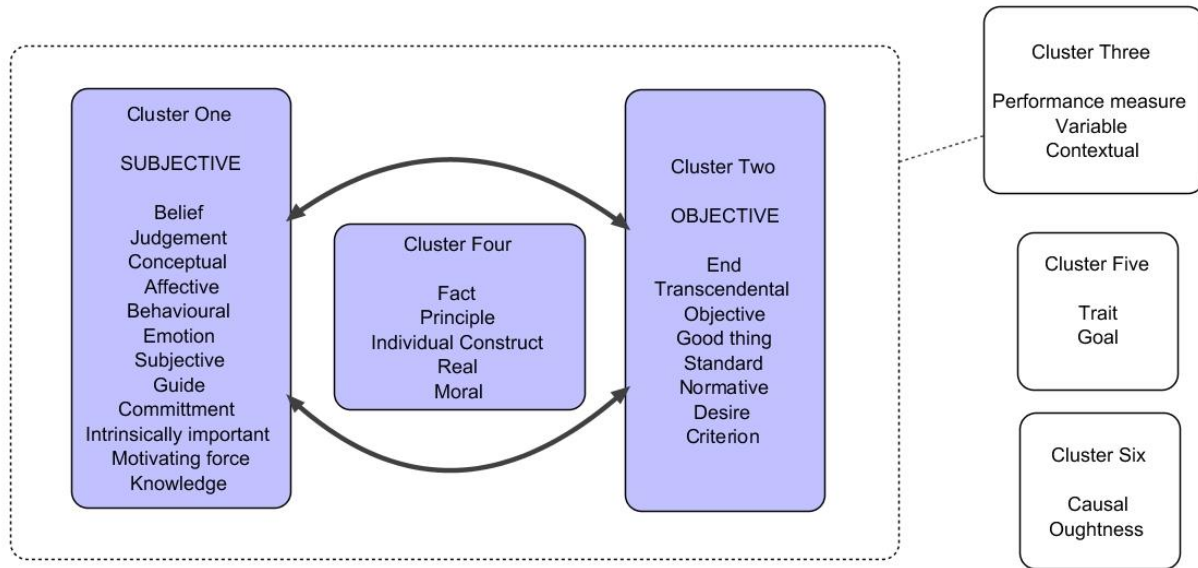 Cluster One
SUBJECTIVE
Belief
Judgement
Conceptual
Affective
Behavioural
Emotion
Subjective
Guide
Committment
Intrinsically important
Motivating force
Knowledge
Cluster Four
Fact
Principle
Individual Construct
Real
Moral
Cluster Two
OBJECTIVE
End
Transcendental
Objective
Good thing
Standard
Normative
Desire
Criterion
Cluster Three
Performance measure
Variable
Contextual
Cluster Five
Trait
Goal
Cluster Six
Causal
Oughtness